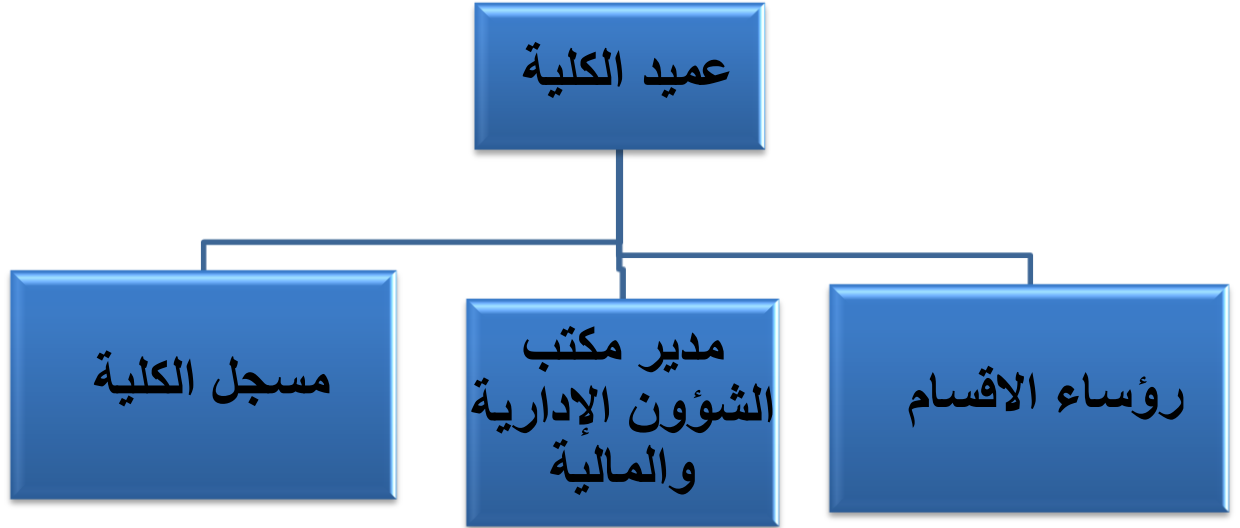 عميد الكلية
رؤساء الاقسام
مدير مكتب
الشؤون الإدارية
والمالية
مسجل الكلية